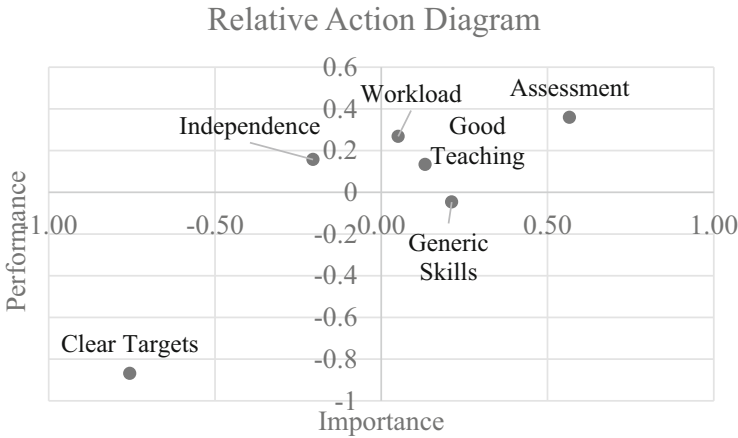 Relative Action Diagram
0.6
Assessment
Workload
0.4
Independence
Good
Teaching
0.2
0
-1.00
-0.50
0.00
0.50
1.00
-0.2
Generic
Skills
-0.4
-0.6
Clear Targets
-0.8
-1
Performance
Importance